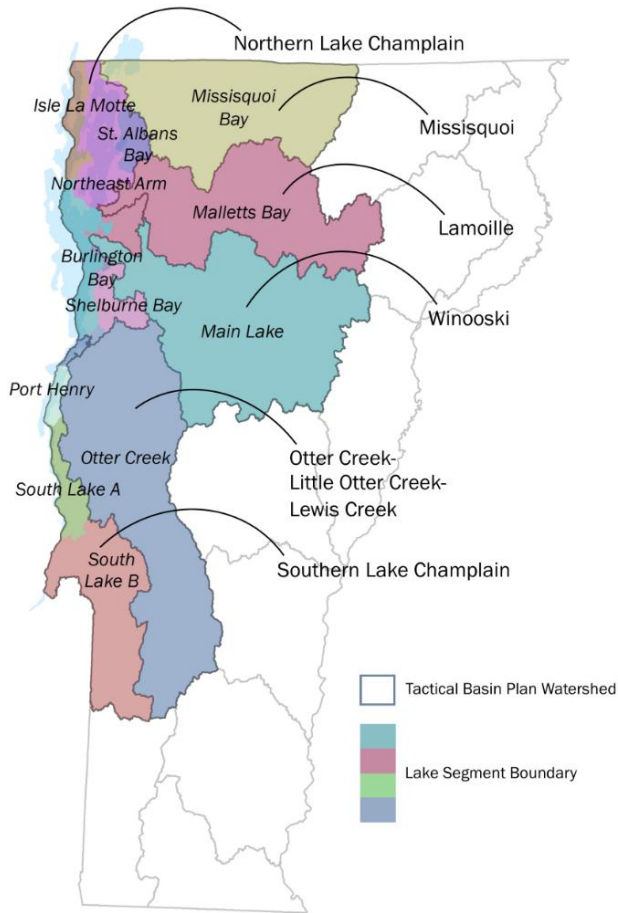 Northern Lake Champlain
Isle La Motte
Missisquoi
Bay
Missisquoi
St. Albans
Bay
Northeast Arm
Malletts Bay
Lamoille
Burlington
Bay
Shelburne Bay
Main Lake
Winooski
Port Henry
Otter Creek
Otter Creek-
Little Otter Creek-
Lewis Creek
South Lake A
South
Lake B
Southern Lake Champlain
Tactical Basin Plan Watershed
Lake Segment Boundary